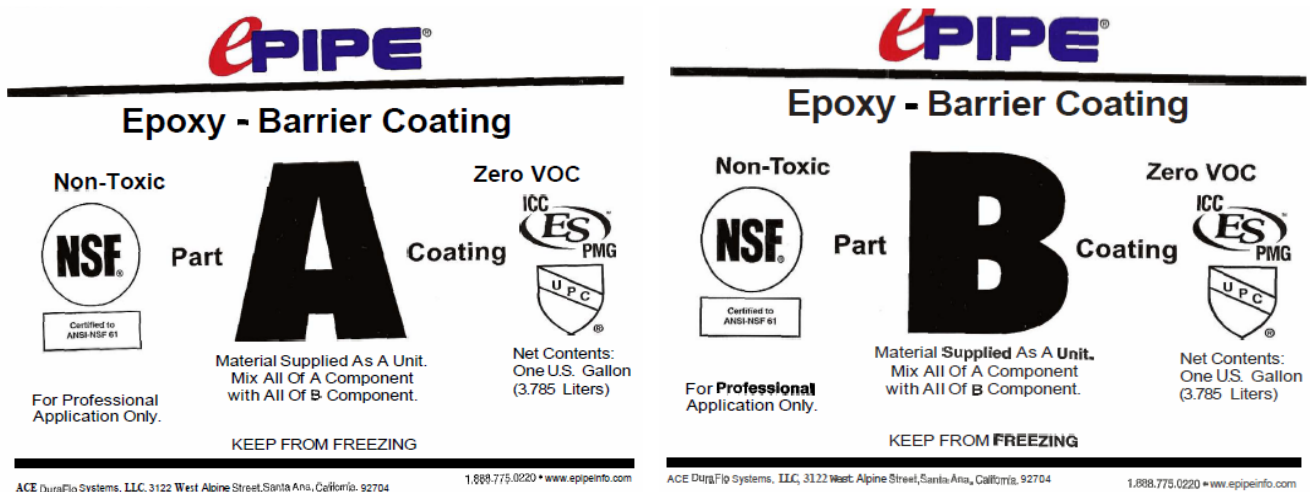 ePIPE®
Epoxy - Barrier Coating
Non-Toxic
Zero VOC
NSF®
Certified to
ANSI-NSF 61
Part
A
Coating
ICC
ES™
PMG
UPC
®
Material Supplied As A Unit.
Mix All Of A Component
with All Of B Component.
Net Contents:
One U.S. Gallon
(3.785 Liters)
For Professional
Application Only.
KEEP FROM FREEZING
ACE DuraFlo Systems, LLC, 3122 West Alpine Street, Santa Ana, California, 92704
1.888.775.0220 • www.epipeinfo.com
ePIPE®
Epoxy - Barrier Coating
Non-Toxic
Zero VOC
NSF®
Certified to
ANSI-NSF 61
Part
B
Coating
ICC
ES™
PMG
UPC
®
Material Supplied As A Unit.
Mix All Of A Component
with All Of B Component.
Net Contents:
One U.S. Gallon
(3.785 Liters)
For Professional
Application Only.
KEEP FROM FREEZING
ACE DuraFlo Systems, LLC, 3122 West Alpine Street, Santa Ana, California, 92704
1.888.775.0220 • www.epipeinfo.com